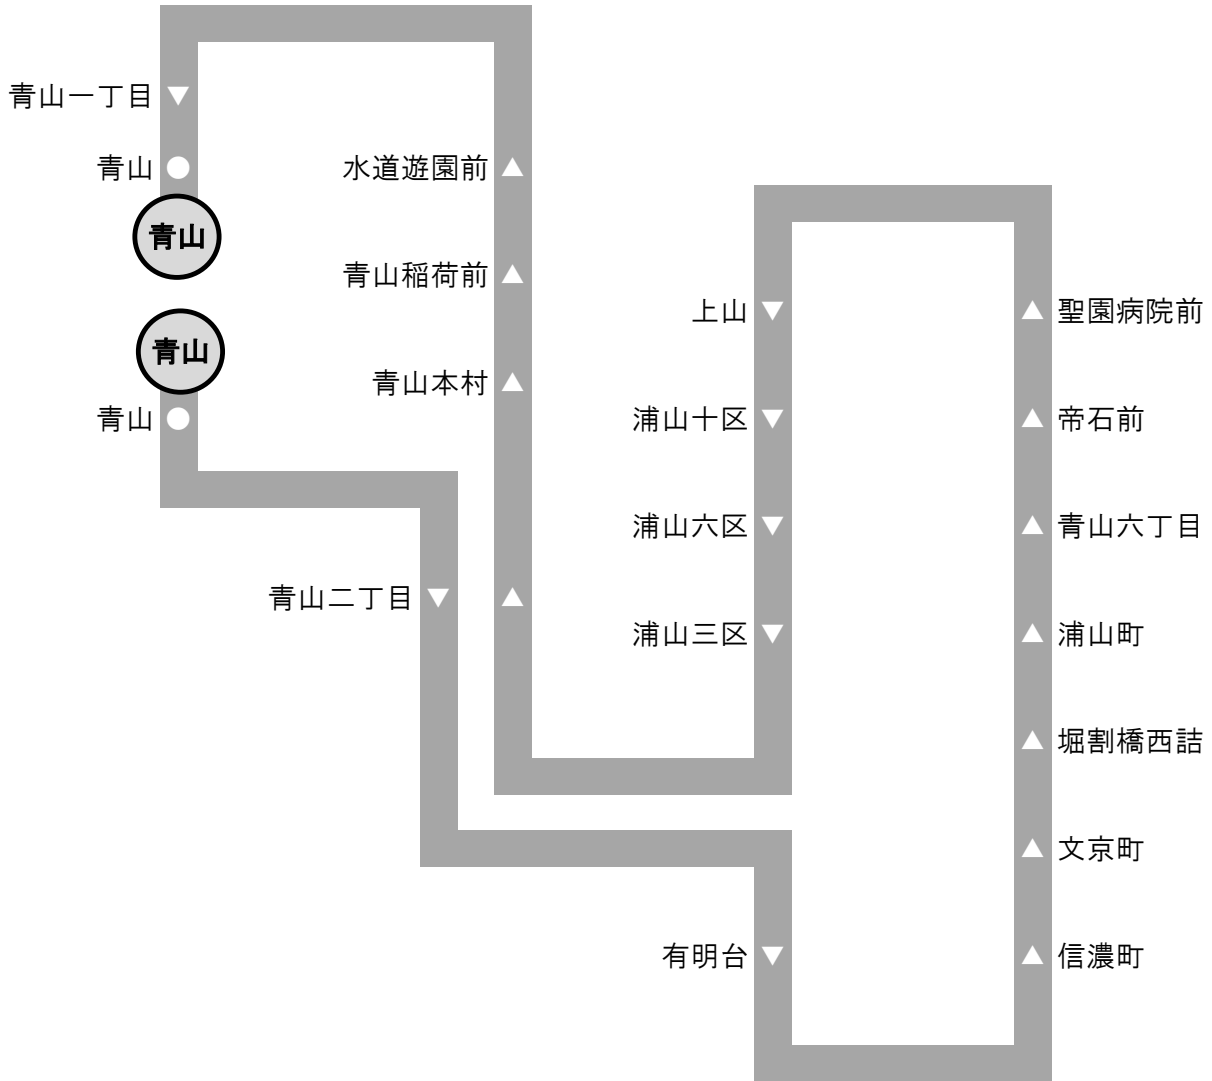 青山一丁目
青山
水道遊園前
青山
青山稲荷前
上山
聖園病院前
青山
青山本村
青山
浦山十区
帝石前
浦山六区
青山六丁目
青山二丁目
浦山三区
浦山町
堀割橋西詰
文京町
有明台
信濃町